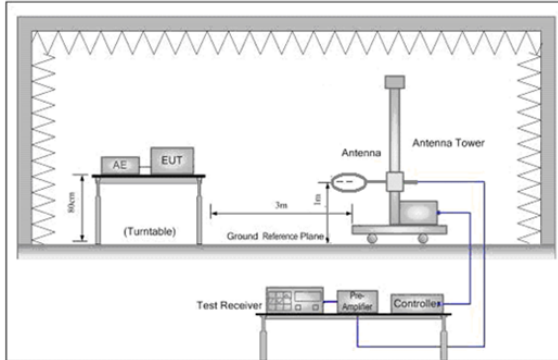 EUT
AE
Antenna
Antenna Tower
80cm
(Turntable)
3m
1m
Ground Reference Plane
Test Receiver
Pre-
Amplifier
Controller